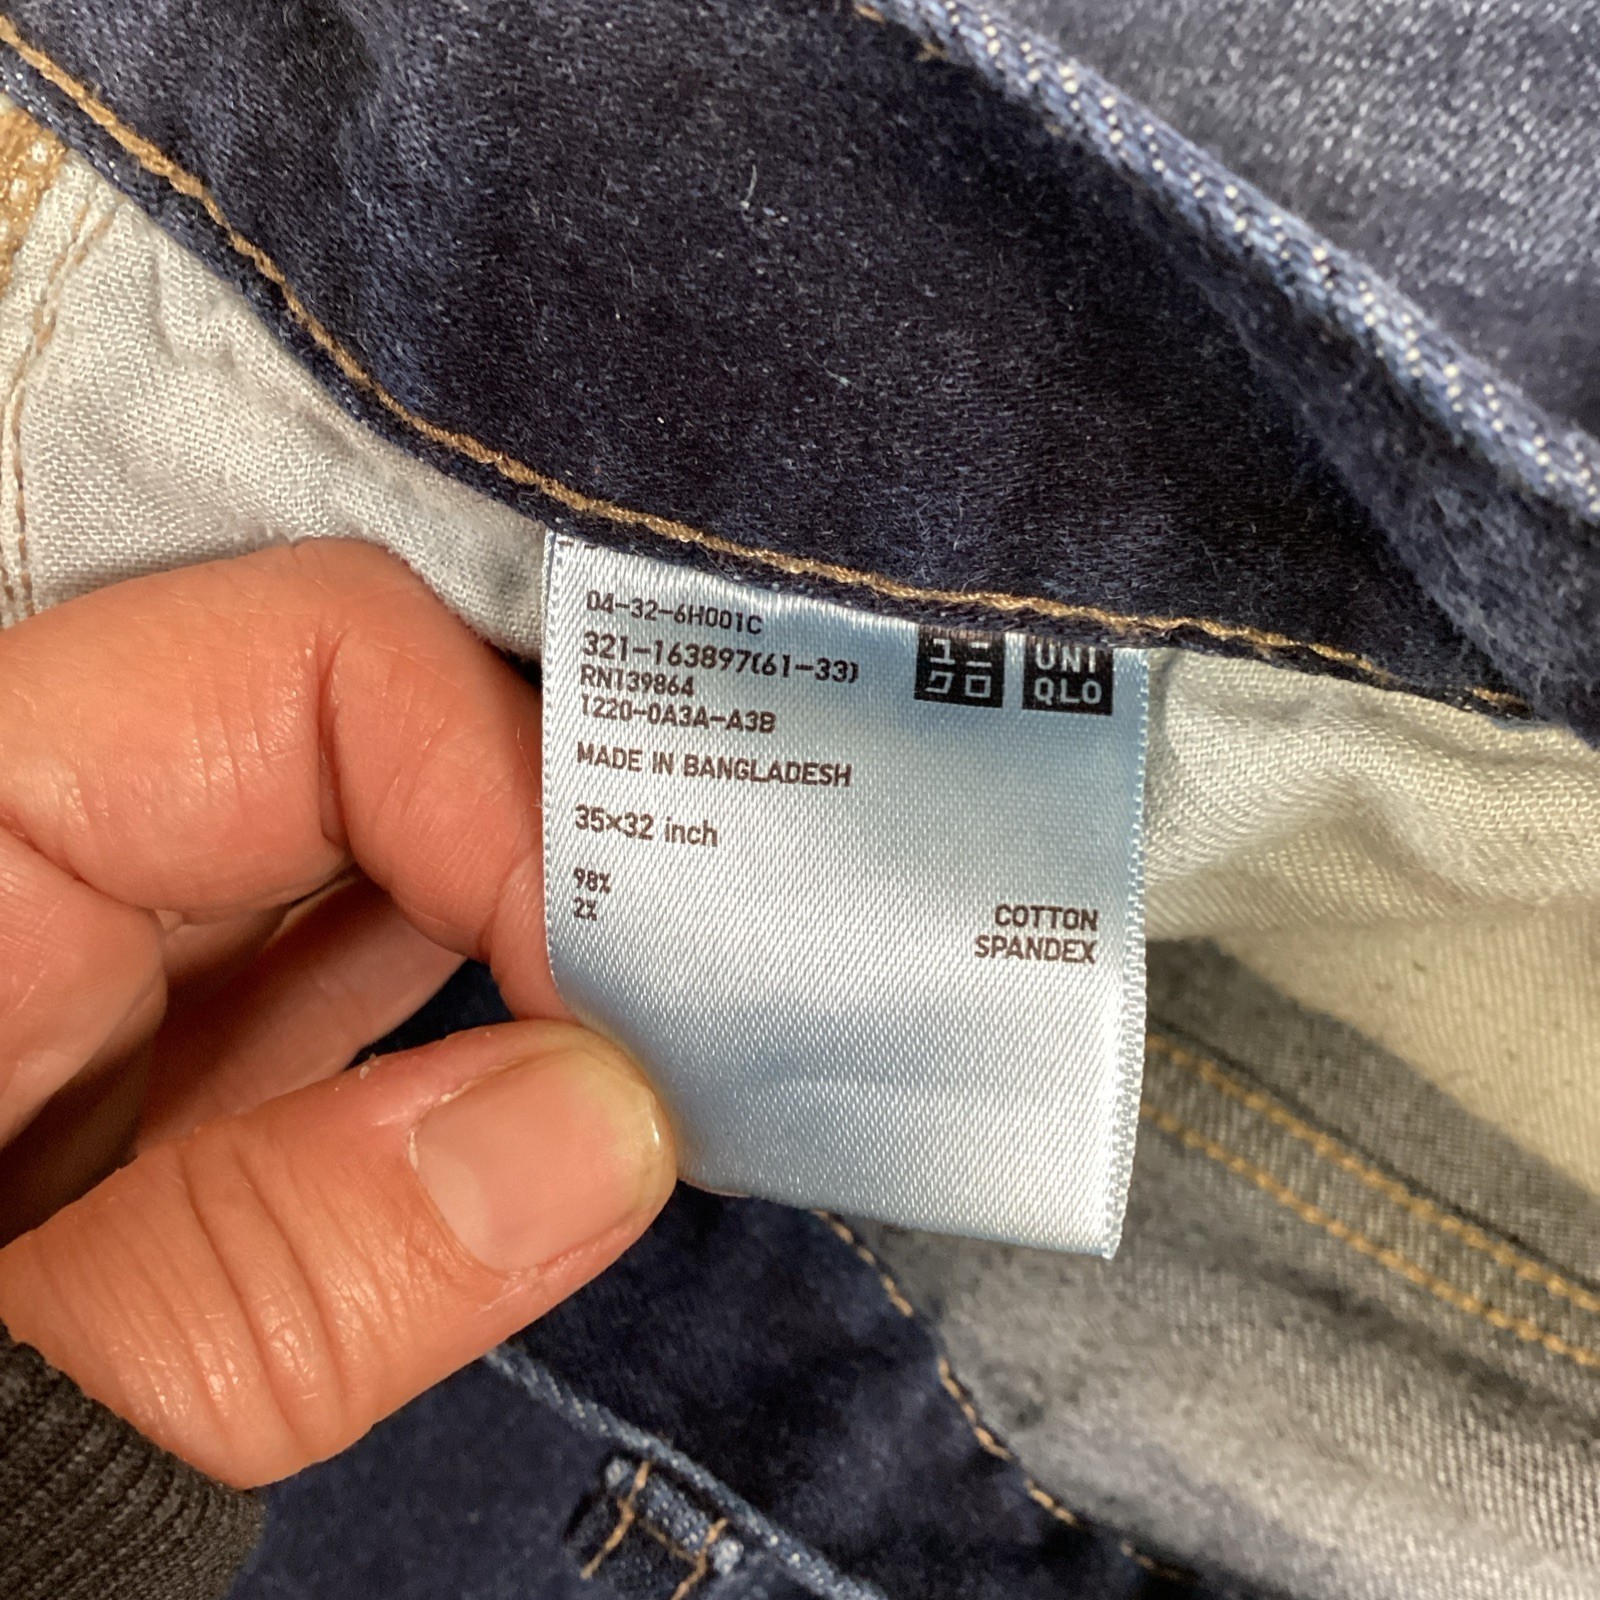 04-32-6H001C
321-163897(61-33)
RN139864
1220-0A3A-A3B
ユニ
クロ
UNI
QLO
MADE IN BANGLADESH
35×32 inch
98% COTTON
2% SPANDEX